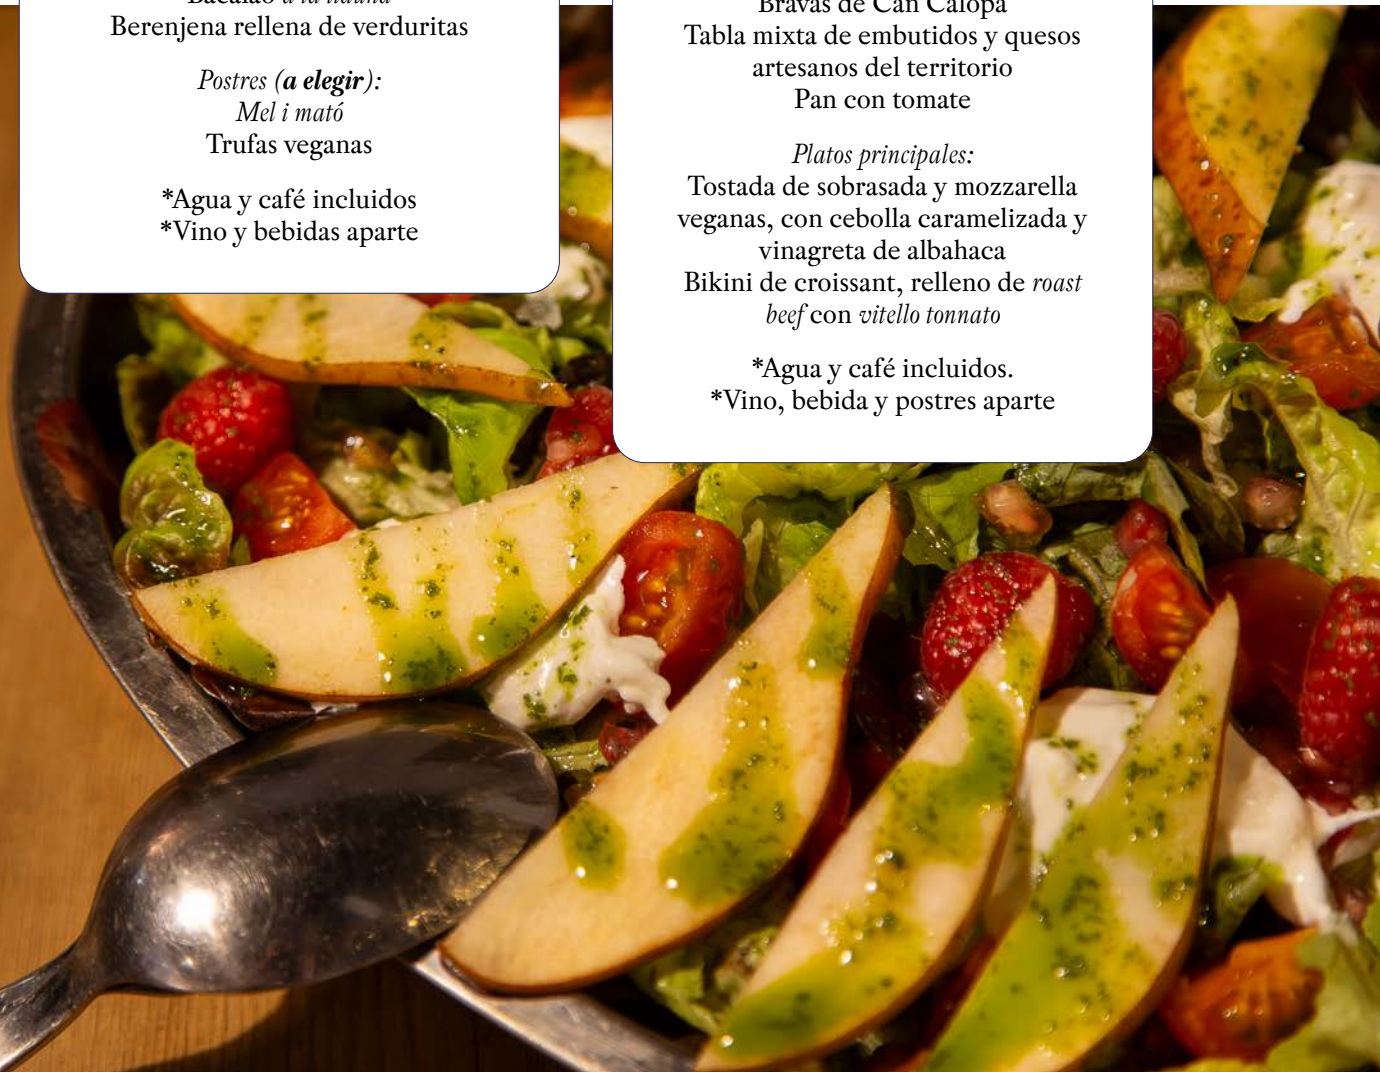 Bacalao a la llauna
Berenjena rellena de verduritas
Postres (a elegir):
Mel i mató
Trufas veganas
*Agua y café incluidos
*Vino y bebidas aparte
Bravas de Can Calopa
Tabla mixta de embutidos y quesos
artesanos del territorio
Pan con tomate
Platos principales:
Tostada de sobrasada y mozzarella
veganas, con cebolla caramelizada y
vinagreta de albahaca
Bikini de croissant, relleno de roast
beef con vitello tonnato
*Agua y café incluidos.
*Vino, bebida y postres aparte